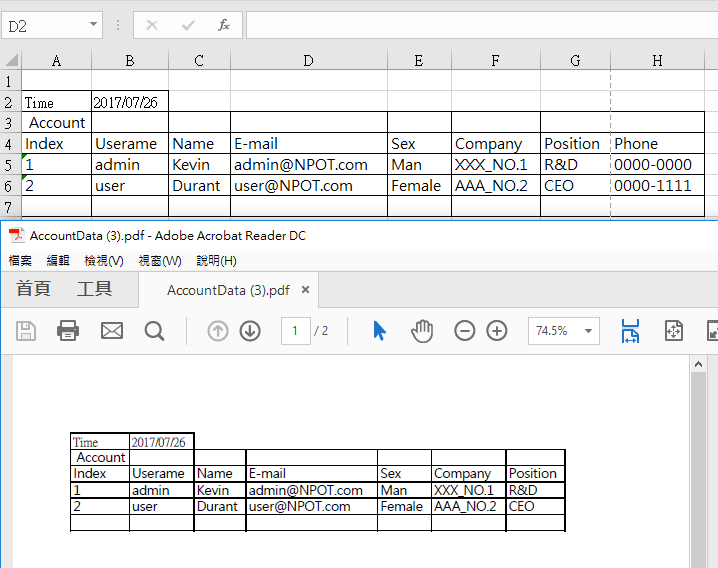 D2
fx
A B C D E F G H
1
2 Time 2017/07/26
3 Account
4 Index Userame Name E-mail Sex Company Position Phone
5 1 admin Kevin admin@NPOT.com Man XXX_NO.1 R&D 0000-0000
6 2 user Durant user@NPOT.com Female AAA_NO.2 CEO 0000-1111
7
AccountData (3).pdf - Adobe Acrobat Reader DC
檔案 編輯 檢視(V) 視窗(W) 說明(H)
首頁 工具 AccountData (3).pdf ×
1 / 2 74.5%
Time 2017/07/26
Account
Index Userame Name E-mail Sex Company Position
1 admin Kevin admin@NPOT.com Man XXX_NO.1 R&D
2 user Durant user@NPOT.com Female AAA_NO.2 CEO